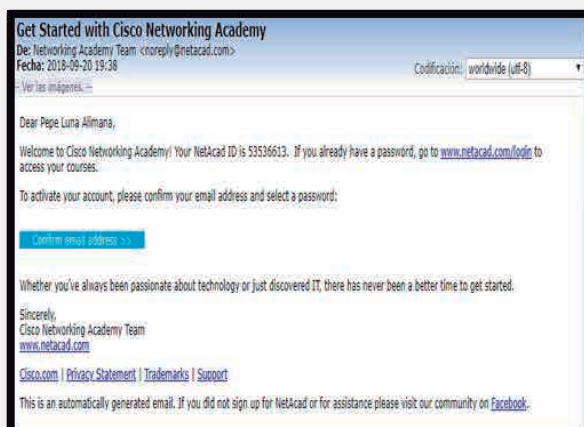 Get Started with Cisco Networking Academy
De: Networking Academy Team <noreply@netacad.com>
Fecha: 2018-09-20 19:38
Codificación: worldwide (utf-8)
-- Ver las imágenes. --
Dear Pepe Luna Alimana,
Welcome to Cisco Networking Academy! Your NetAcad ID is 53536613. If you already have a password, go to www.netacad.com/login to
access your courses.
To activate your account, please confirm your email address and select a password:
Confirm email address >>
Whether you've always been passionate about technology or just discovered IT, there has never been a better time to get started.
Sincerely,
Cisco Networking Academy Team
www.netacad.com
Cisco.com | Privacy Statement | Trademarks | Support
This is an automatically generated email. If you did not sign up for NetAcad or for assistance please visit our community on Facebook.